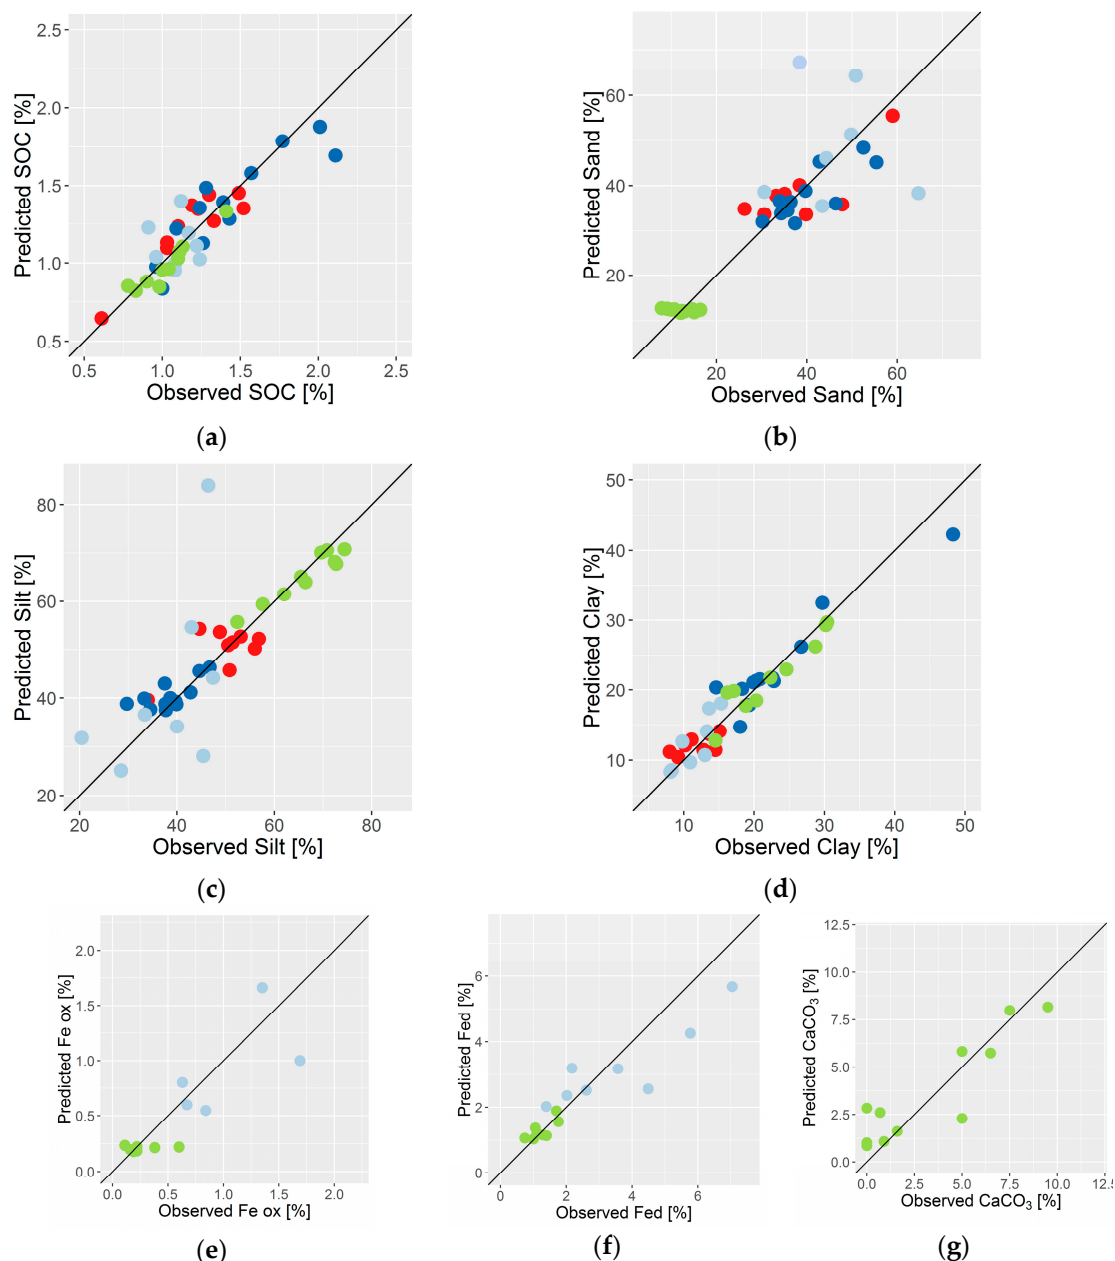 2.5
2.0
1.5
1.0
0.5
Predicted SOC [%]
0.5 1.0 1.5 2.0 2.5
Observed SOC [%]
(a)
60
40
20
Predicted Sand [%]
20 40 60
Observed Sand [%]
(b)
80
60
40
20
Predicted Silt [%]
20 40 60 80
Observed Silt [%]
(c)
50
40
30
20
10
Predicted Clay [%]
10 20 30 40 50
Observed Clay [%]
(d)
2.0
1.5
1.0
0.5
0.0
Predicted Fe ox [%]
0.0 0.5 1.0 1.5 2.0
Observed Fe ox [%]
(e)
6
4
2
0
Predicted Fed [%]
0 2 4 6
Observed Fed [%]
(f)
12.5
10.0
7.5
5.0
2.5
0.0
Predicted CaCO₃ [%]
0.0 2.5 5.0 7.5 10.0 12.5
Observed CaCO₃ [%]
(g)